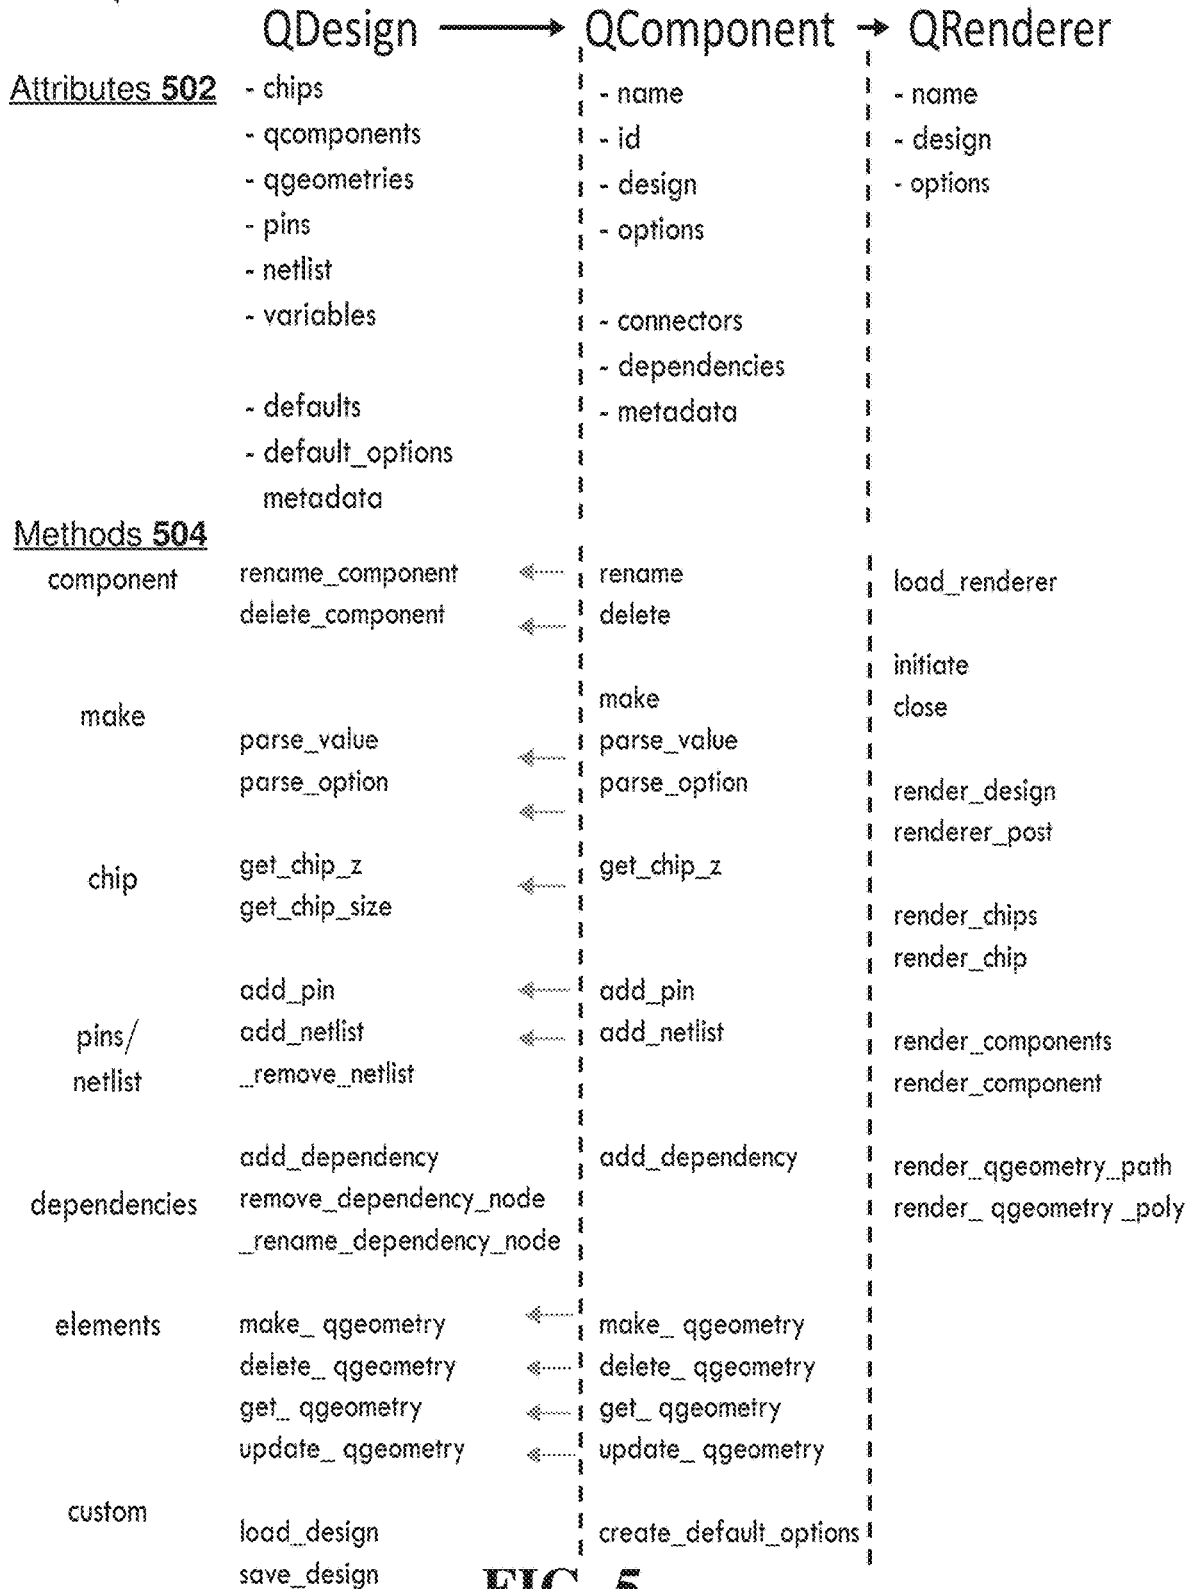 QDesign QComponent QRenderer
Attributes 502 - chips - name - name
- qcomponents - id - design
- qgeometries - design - options
- pins - options
- netlist
- variables - connectors
- dependencies
- defaults - metadata
- default_options
metadata
Methods 504
component rename_component rename load_renderer
delete_component delete
initiate
make make close
parse_value parse_value
parse_option parse_option render_design
renderer_post
chip get_chip_z get_chip_z
get_chip_size render_chips
render_chip
add_pin add_pin
pins/ add_netlist add_netlist render_components
netlist _remove_netlist render_component
add_dependency add_dependency render_qgeometry_path
dependencies remove_dependency_node render_ qgeometry _poly
_rename_dependency_node
elements make_ qgeometry make_ qgeometry
delete_ qgeometry delete_ qgeometry
get_ qgeometry get_ qgeometry
update_ qgeometry update_ qgeometry
custom
load_design create_default_options
save_design FIG. 5